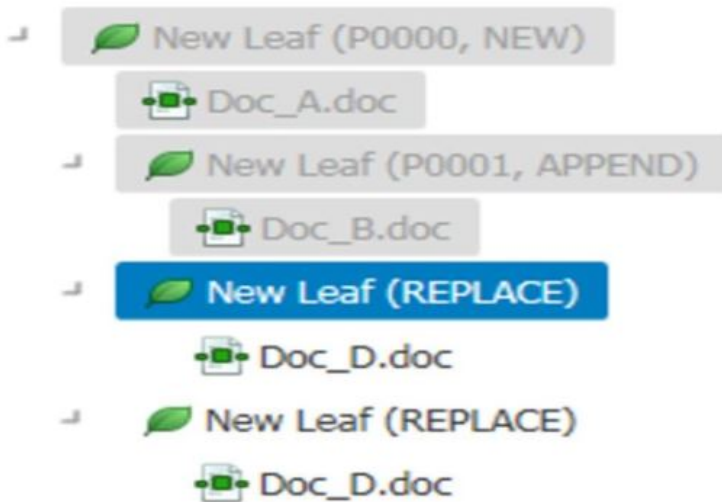 New Leaf (P0000, NEW)
Doc_A.doc
New Leaf (P0001, APPEND)
Doc_B.doc
New Leaf (REPLACE)
Doc_D.doc
New Leaf (REPLACE)
Doc_D.doc